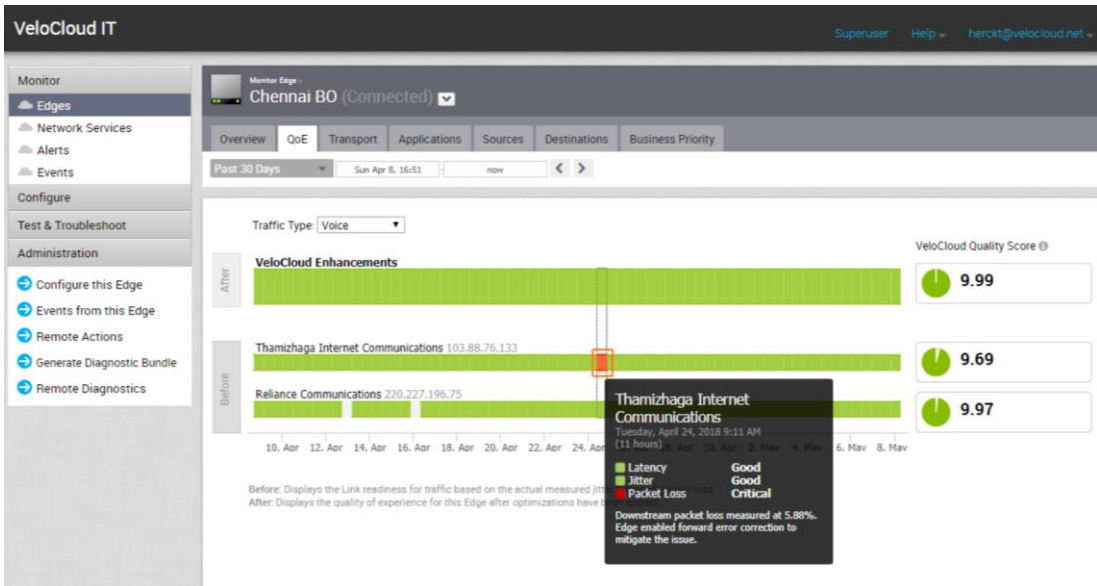 VeloCloud IT
Superuser
Help
herckt@velocloud.net
Monitor
Edges
Network Services
Alerts
Events
Configure
Test & Troubleshoot
Administration
Configure this Edge
Events from this Edge
Remote Actions
Generate Diagnostic Bundle
Remote Diagnostics
Monitor Edge
Chennai BO (Connected)
Overview
QoE
Transport
Applications
Sources
Destinations
Business Priority
Past 30 Days
Sun Apr 8, 16:51
now
Traffic Type: Voice
VeloCloud Quality Score
After
VeloCloud Enhancements
9.99
Before
Thamizhaga Internet Communications 103.88.76.133
9.69
Reliance Communications 220.227.196.75
9.97
10. Apr 12. Apr 14. Apr 16. Apr 18. Apr 20. Apr 22. Apr 24. Apr 28. Apr 30. Apr 2. May 4. May 6. May 8. May
Before: Displays the Link readiness for traffic based on the actual measured
After: Displays the quality of experience for this Edge after optimizations have
Thamizhaga Internet
Communications
Tuesday, April 24, 2018 9:11 AM
(11 hours)
Latency Good
Jitter Good
Packet Loss Critical
Downstream packet loss measured at 5.88%.
Edge enabled forward error correction to
mitigate the issue.